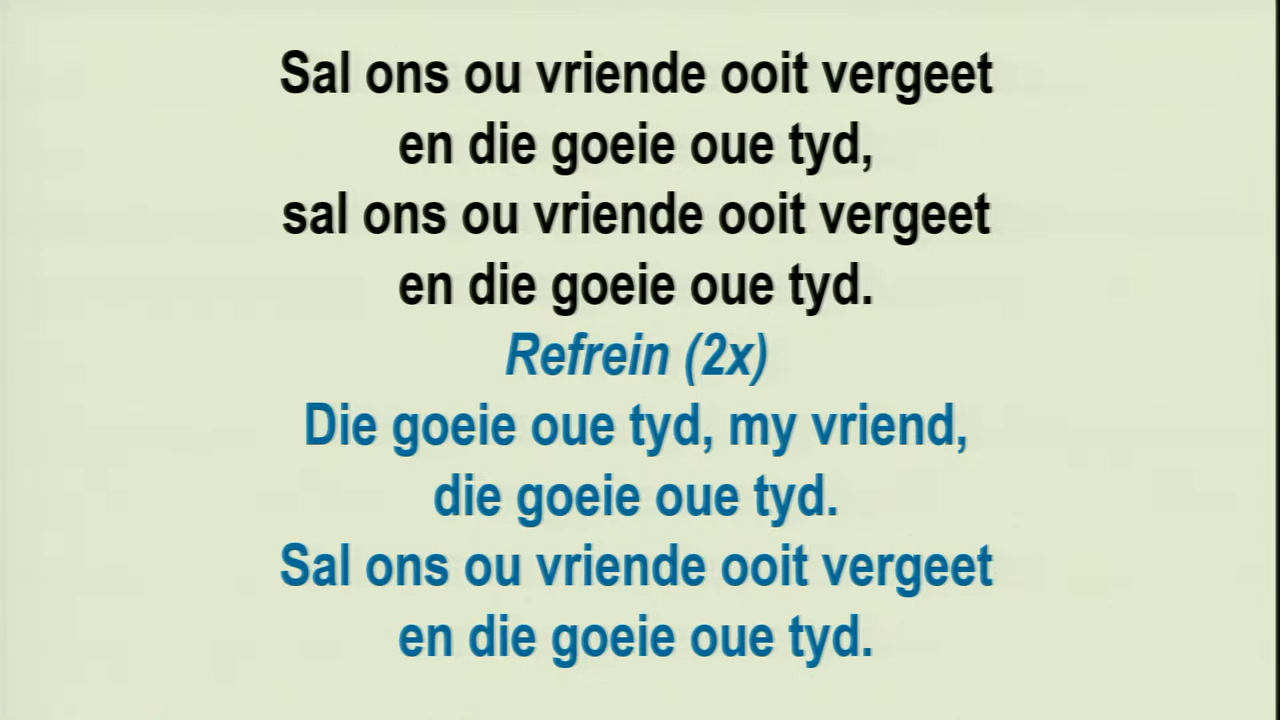 Sal ons ou vriende ooit vergeet
en die goeie oue tyd,
sal ons ou vriende ooit vergeet
en die goeie oue tyd.
Refrein (2x)
Die goeie oue tyd, my vriend,
die goeie oue tyd.
Sal ons ou vriende ooit vergeet
en die goeie oue tyd.